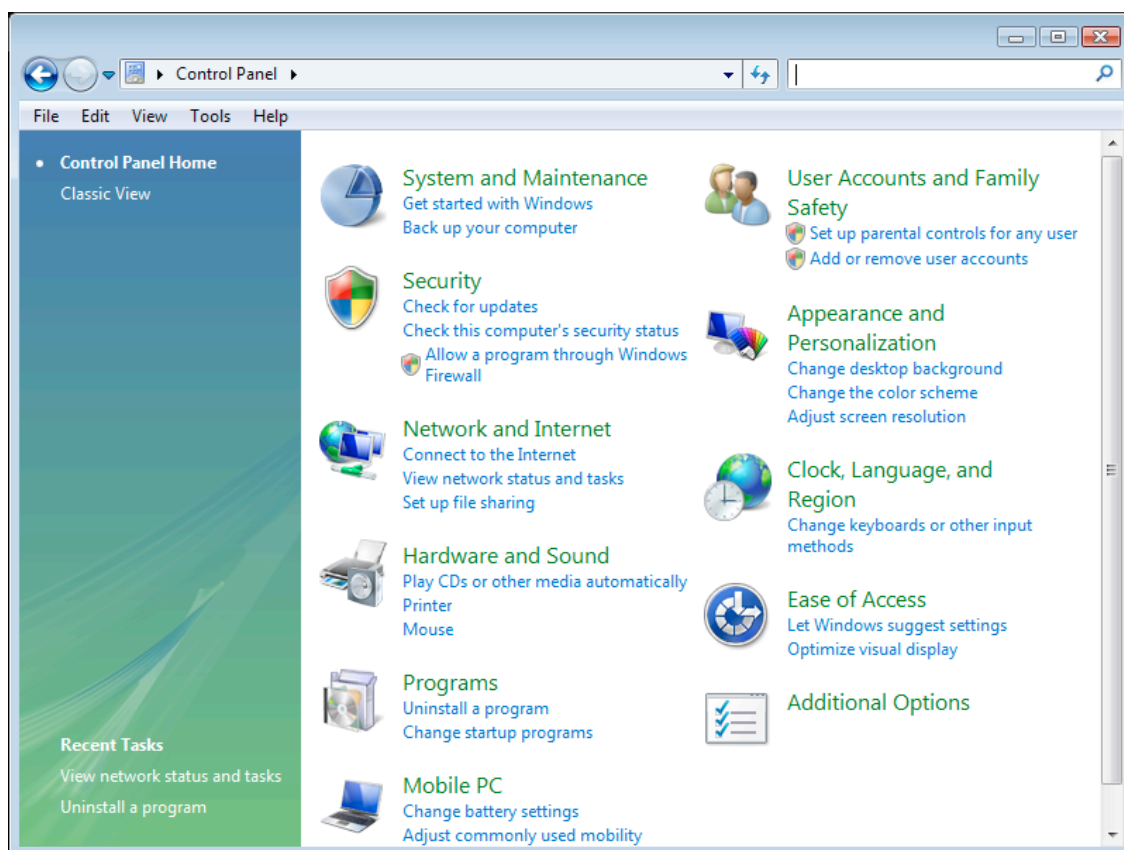 Control Panel
File Edit View Tools Help
Control Panel Home
Classic View
Recent Tasks
View network status and tasks
Uninstall a program
System and Maintenance
Get started with Windows
Back up your computer
Security
Check for updates
Check this computer's security status
Allow a program through Windows
Firewall
Network and Internet
Connect to the Internet
View network status and tasks
Set up file sharing
Hardware and Sound
Play CDs or other media automatically
Printer
Mouse
Programs
Uninstall a program
Change startup programs
Mobile PC
Change battery settings
Adjust commonly used mobility
User Accounts and Family
Safety
Set up parental controls for any user
Add or remove user accounts
Appearance and
Personalization
Change desktop background
Change the color scheme
Adjust screen resolution
Clock, Language, and
Region
Change keyboards or other input
methods
Ease of Access
Let Windows suggest settings
Optimize visual display
Additional Options